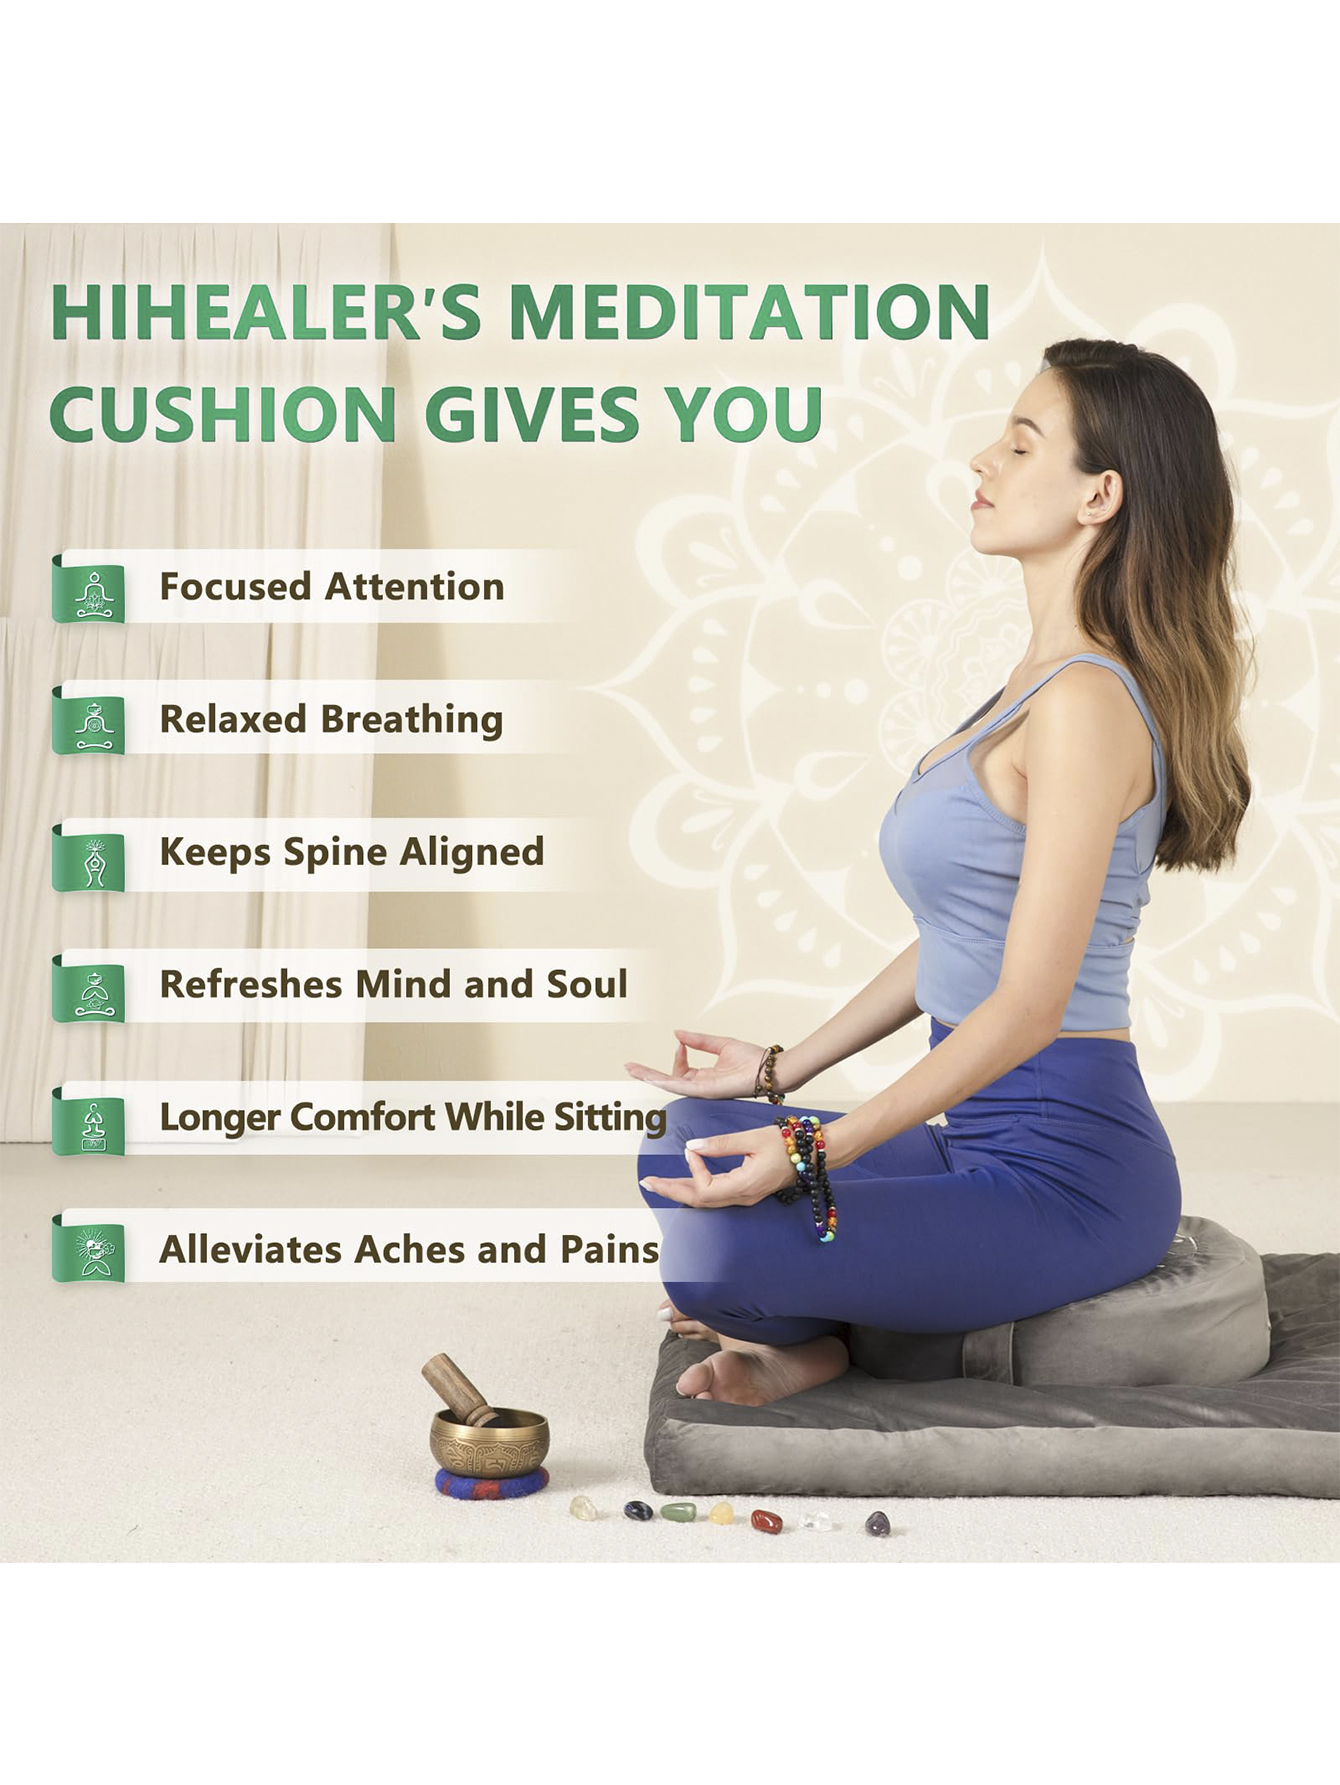 HIHEALER'S MEDITATION
CUSHION GIVES YOU
Focused Attention
Relaxed Breathing
Keeps Spine Aligned
Refreshes Mind and Soul
Longer Comfort While Sitting
Alleviates Aches and Pains